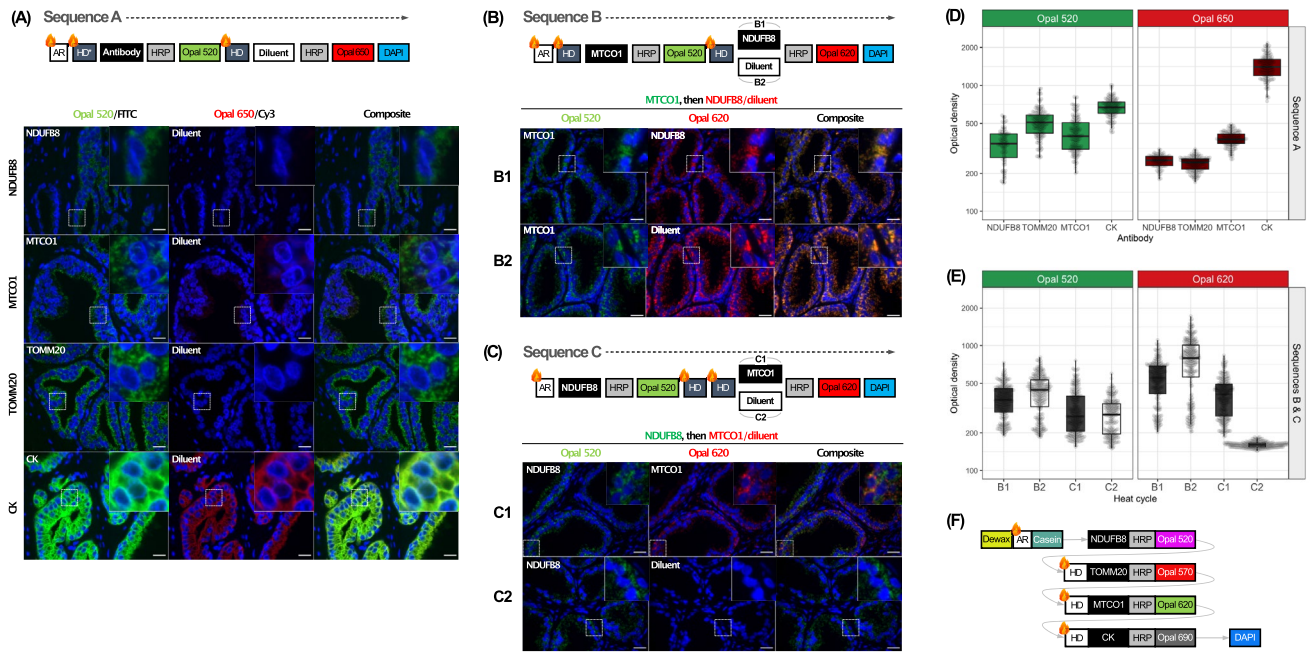 (A)
Sequence A
AR HD* Antibody HRP Opal 520 HD Diluent HRP Opal 650 DAPI
Opal 520/FITC Opal 650/Cy3 Composite
NDUFB8 NDUFB8 Diluent
MTCO1 MTCO1 Diluent
TOMM20 TOMM20 Diluent
CK CK Diluent
(B)
Sequence B
B1
AR HD MTCO1 HRP Opal 520 HD NDUFB8 HRP Opal 620 DAPI
Diluent
B2
MTCO1, then NDUFB8/diluent
Opal 520 Opal 620 Composite
B1 MTCO1 NDUFB8
B2 MTCO1 Diluent
(C)
Sequence C
C1
AR NDUFB8 HRP Opal 520 HD HD MTCO1 HRP Opal 620 DAPI
Diluent
C2
NDUFB8, then MTCO1/diluent
Opal 520 Opal 620 Composite
C1 NDUFB8 MTCO1
C2 NDUFB8 Diluent
(D)
Opal 520 Opal 650
Optical density
2000
1000
500
200
100
Sequence A
NDUFB8 TOMM20 MTCO1 CK NDUFB8 TOMM20 MTCO1 CK
Antibody
(E)
Opal 520 Opal 620
Optical density
2000
1000
500
200
100
Sequences B & C
B1 B2 C1 C2 B1 B2 C1 C2
Heat cycle
(F)
Dewax AR Casein NDUFB8 HRP Opal 520
HD TOMM20 HRP Opal 570
HD MTCO1 HRP Opal 620
HD CK HRP Opal 690 DAPI